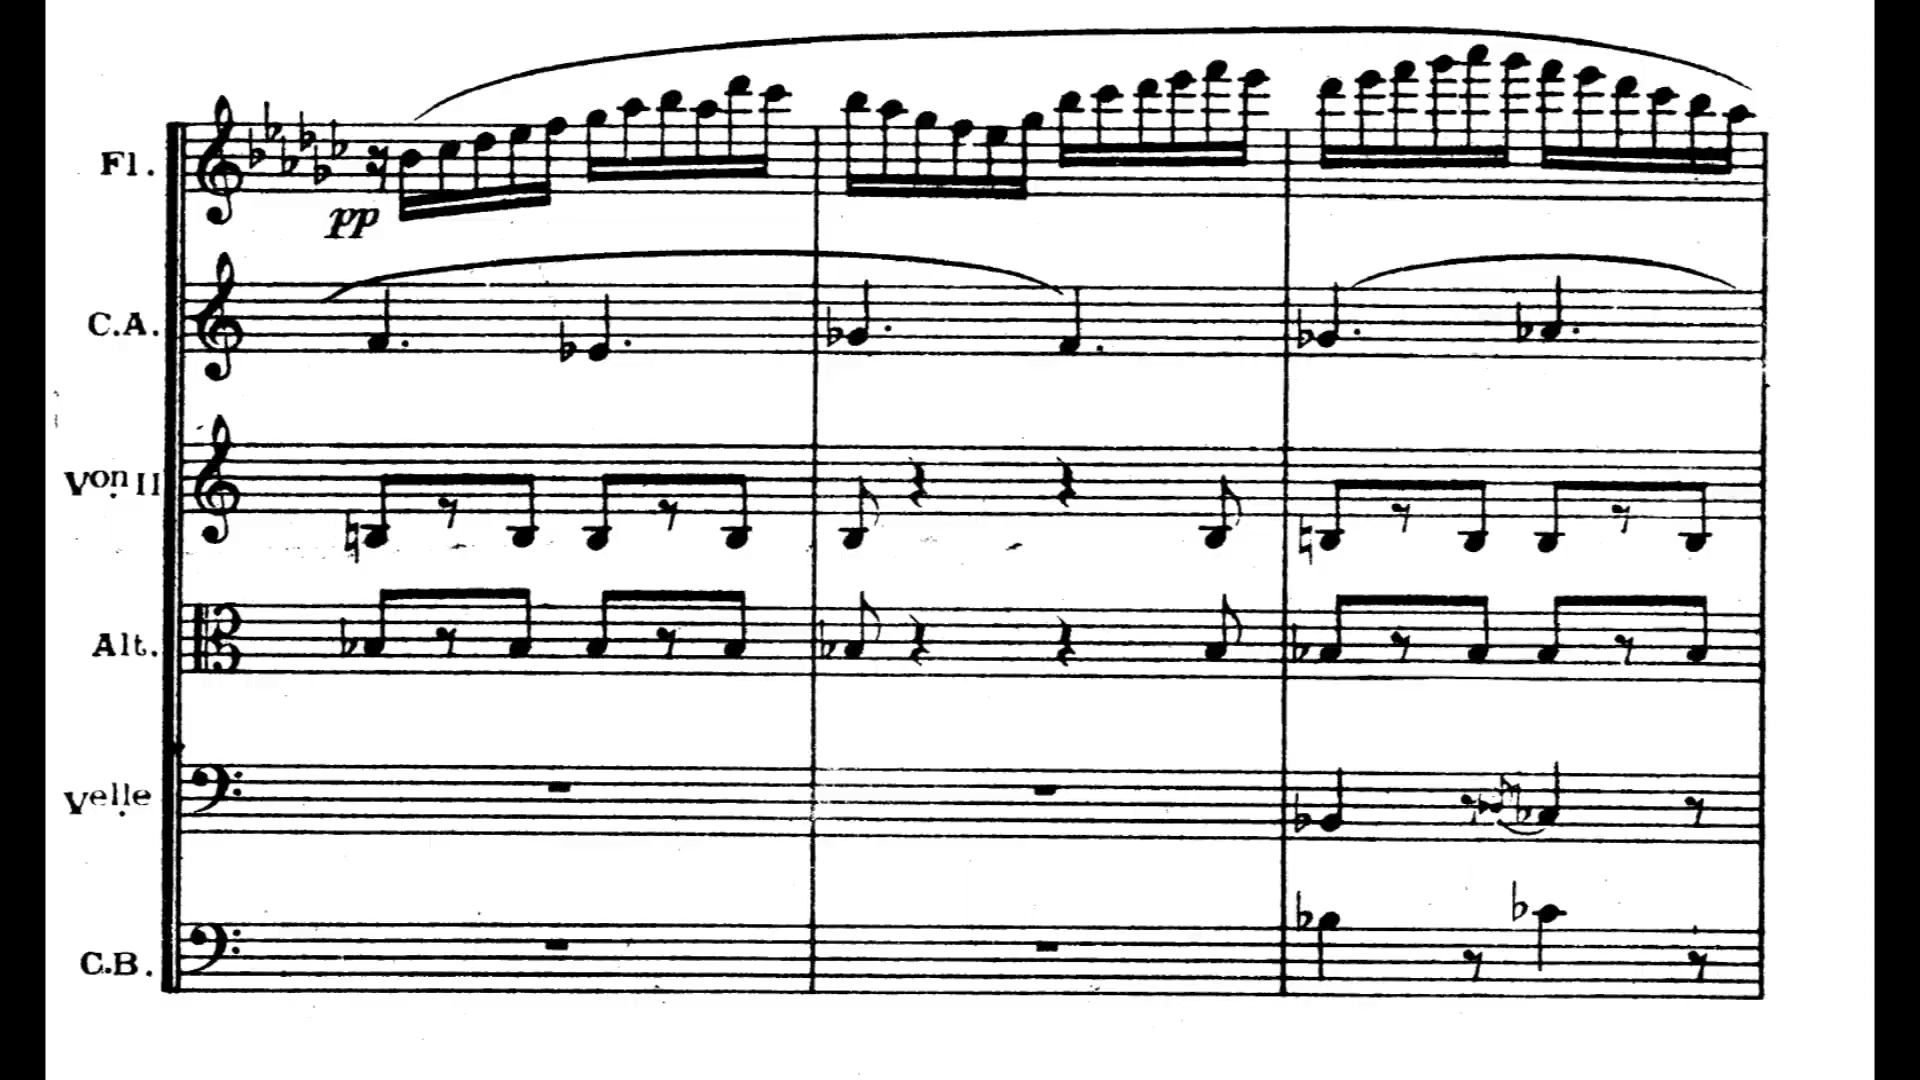 Fl.
pp
C.A.
Von II
Alt.
Velle
C.B.